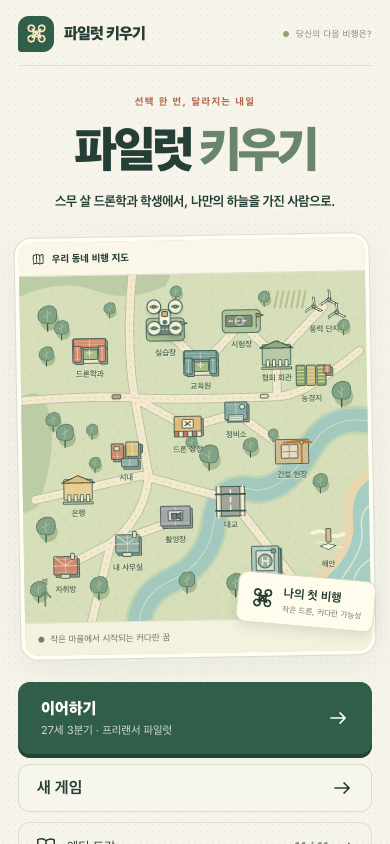 파일럿 키우기
당신의 다음 비행은?
선택 한 번, 달라지는 내일
파일럿 키우기
스무 살 드론학과 학생에서, 나만의 하늘을 가진 사람으로.
우리 동네 비행 지도
풍력 단지
실습장
시험장
드론학과
교육원
협회 회관
농경지
정비소
드론 상점
시내
건설 현장
은행
대교
촬영장
내 사무실
해안
자취방
나의 첫 비행
작은 드론, 커다란 가능성
작은 마을에서 시작되는 커다란 꿈
이어하기
27세 3분기 · 프리랜서 파일럿
새 게임